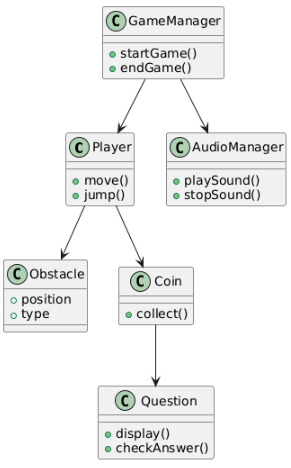 C GameManager
startGame()
endGame()
C Player
move()
jump()
C AudioManager
playSound()
stopSound()
C Obstacle
position
type
C Coin
collect()
C Question
display()
checkAnswer()